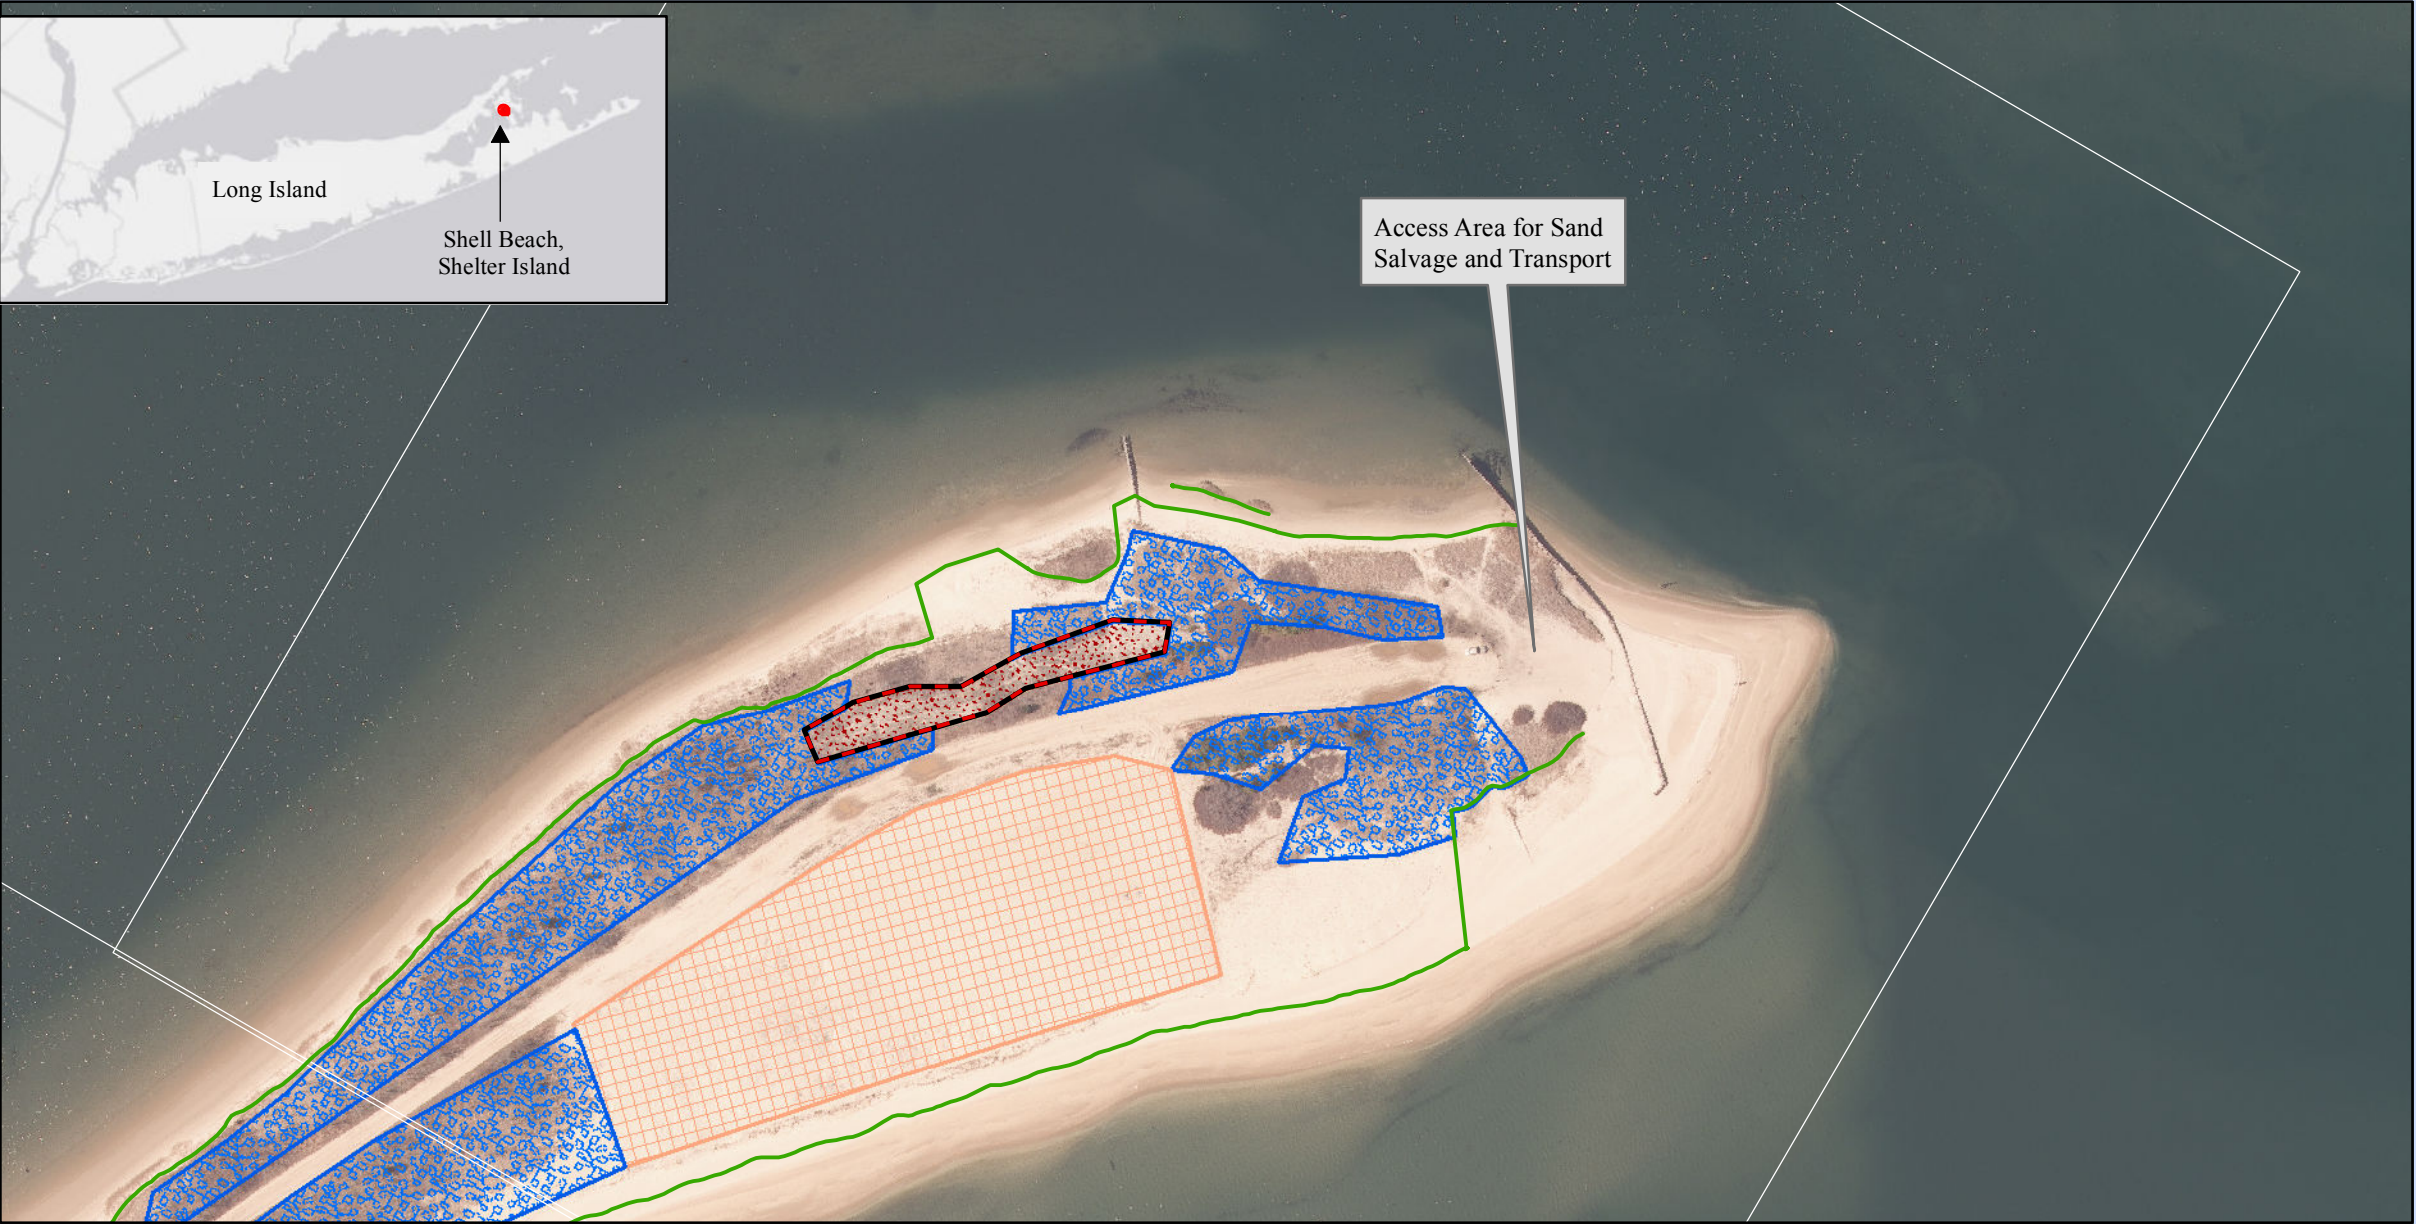 Long Island
Shell Beach,
Shelter Island
Access Area for Sand
Salvage and Transport